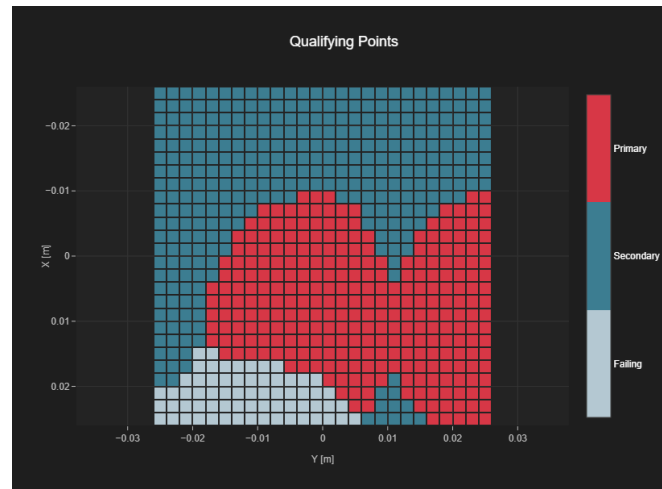 Qualifying Points
−0.02
−0.01
0
0.01
0.02
X [m]
−0.03
−0.02
−0.01
0
0.01
0.02
0.03
Y [m]
Primary
Secondary
Failing